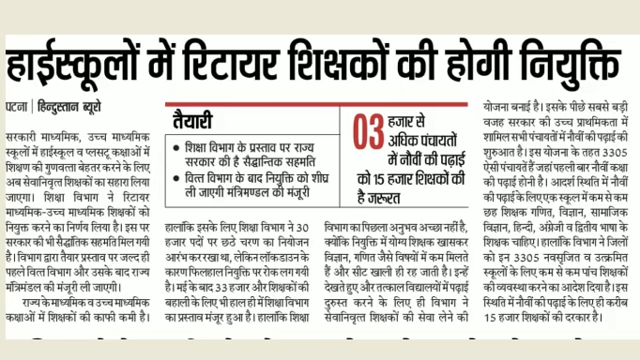 हाईस्कूलों में रिटायर शिक्षकों की होगी नियुक्ति
पटना | हिन्दुस्तान ब्यूरो
सरकारी माध्यमिक, उच्च माध्यमिक
स्कूलों में हाईस्कूल व प्लसटू कक्षाओं में
शिक्षण की गुणवत्ता बेहतर करने के लिए
अब सेवानिवृत्त शिक्षकों का सहारा लिया
जाएगा। शिक्षा विभाग ने रिटायर
माध्यमिक-उच्च माध्यमिक शिक्षकों को
नियुक्त करने का निर्णय लिया है। इस पर
सरकार की भी सैद्धांतिक सहमति मिल गयी
है। विभाग द्वारा तैयार प्रस्ताव पर जल्द ही
पहले वित्त विभाग और उसके बाद राज्य
मंत्रिमंडल की मंजूरी ली जाएगी।
राज्य के माध्यमिक व उच्च माध्यमिक
कक्षाओं में शिक्षकों की काफी कमी है।
तैयारी
● शिक्षा विभाग के प्रस्ताव पर राज्य
सरकार की है सैद्धान्तिक सहमति
● वित्त विभाग के बाद नियुक्ति को शीघ्र
ली जाएगी मंत्रिमण्डल की मंजूरी
03 हजार से
अधिक पंचायतों
में नौवीं की पढ़ाई
को 15 हजार शिक्षकों की
है जरूरत
हालांकि इसके लिए शिक्षा विभाग ने 30
हजार पदों पर छठे चरण का नियोजन
आरंभ कर रखा था, लेकिन लॉकडाउन के
कारण फिलहाल नियुक्ति पर रोक लग गयी
है। मई के बाद 33 हजार और शिक्षकों की
बहाली के लिए भी हाल ही में शिक्षा विभाग
का प्रस्ताव मंजूर हुआ है। हालांकि शिक्षा
विभाग का पिछला अनुभव अच्छा नहीं है,
क्योंकि नियुक्ति में योग्य शिक्षक खासकर
विज्ञान, गणित जैसे विषयों में कम मिलते
हैं और सीट खाली ही रह जाती है। इन्हें
देखते हुए और तत्काल विद्यालयों में पढ़ाई
दुरुस्त करने के लिए ही विभाग ने
सेवानिवृत्त शिक्षकों की सेवा लेने की
योजना बनाई है। इसके पीछे सबसे बड़ी
वजह सरकार की उच्च प्राथमिकता में
शामिल सभी पंचायतों में नौवीं की पढ़ाई की
शुरुआत है। इस योजना के तहत 3305
ऐसी पंचायतें हैं जहां पहली बार नौवीं कक्षा
की पढ़ाई होनी है। आदर्श स्थिति में नौवीं
की पढ़ाई के लिए एक स्कूल में कम से कम
छह शिक्षक गणित, विज्ञान, सामाजिक
विज्ञान, हिन्दी, अंग्रेजी व द्वितीय भाषा के
शिक्षक चाहिए। हालांकि विभाग ने जिलों
को इन 3305 नवसृजित व उत्क्रमित
स्कूलों के लिए कम से कम पांच शिक्षकों
की व्यवस्था करने का आदेश दिया है। इस
स्थिति में नौवीं की पढ़ाई के लिए ही करीब
15 हजार शिक्षकों की दरकार है।